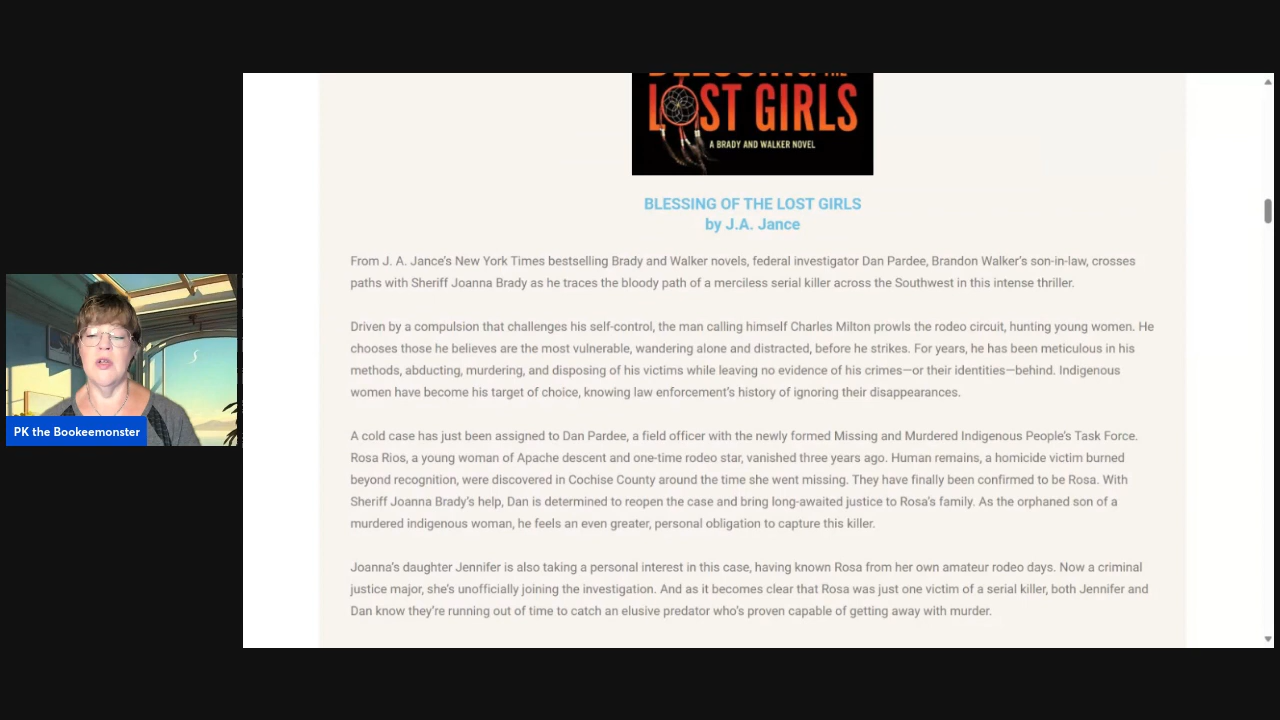 LOST GIRLS
A BRADY AND WALKER NOVEL
BLESSING OF THE LOST GIRLS
by J.A. Jance
From J. A. Jance's New York Times bestselling Brady and Walker novels, federal investigator Dan Pardee, Brandon Walker's son-in-law, crosses
paths with Sheriff Joanna Brady as he traces the bloody path of a merciless serial killer across the Southwest in this intense thriller.
Driven by a compulsion that challenges his self-control, the man calling himself Charles Milton prowls the rodeo circuit, hunting young women. He
chooses those he believes are the most vulnerable, wandering alone and distracted, before he strikes. For years, he has been meticulous in his
methods, abducting, murdering, and disposing of his victims while leaving no evidence of his crimes—or their identities—behind. Indigenous
women have become his target of choice, knowing law enforcement's history of ignoring their disappearances.
A cold case has just been assigned to Dan Pardee, a field officer with the newly formed Missing and Murdered Indigenous People's Task Force.
Rosa Rios, a young woman of Apache descent and one-time rodeo star, vanished three years ago. Human remains, a homicide victim burned
beyond recognition, were discovered in Cochise County around the time she went missing. They have finally been confirmed to be Rosa. With
Sheriff Joanna Brady's help, Dan is determined to reopen the case and bring long-awaited justice to Rosa's family. As the orphaned son of a
murdered indigenous woman, he feels an even greater, personal obligation to capture this killer.
Joanna's daughter Jennifer is also taking a personal interest in this case, having known Rosa from her own amateur rodeo days. Now a criminal
justice major, she's unofficially joining the investigation. And as it becomes clear that Rosa was just one victim of a serial killer, both Jennifer and
Dan know they're running out of time to catch an elusive predator who's proven capable of getting away with murder.
PK the Bookeemonster